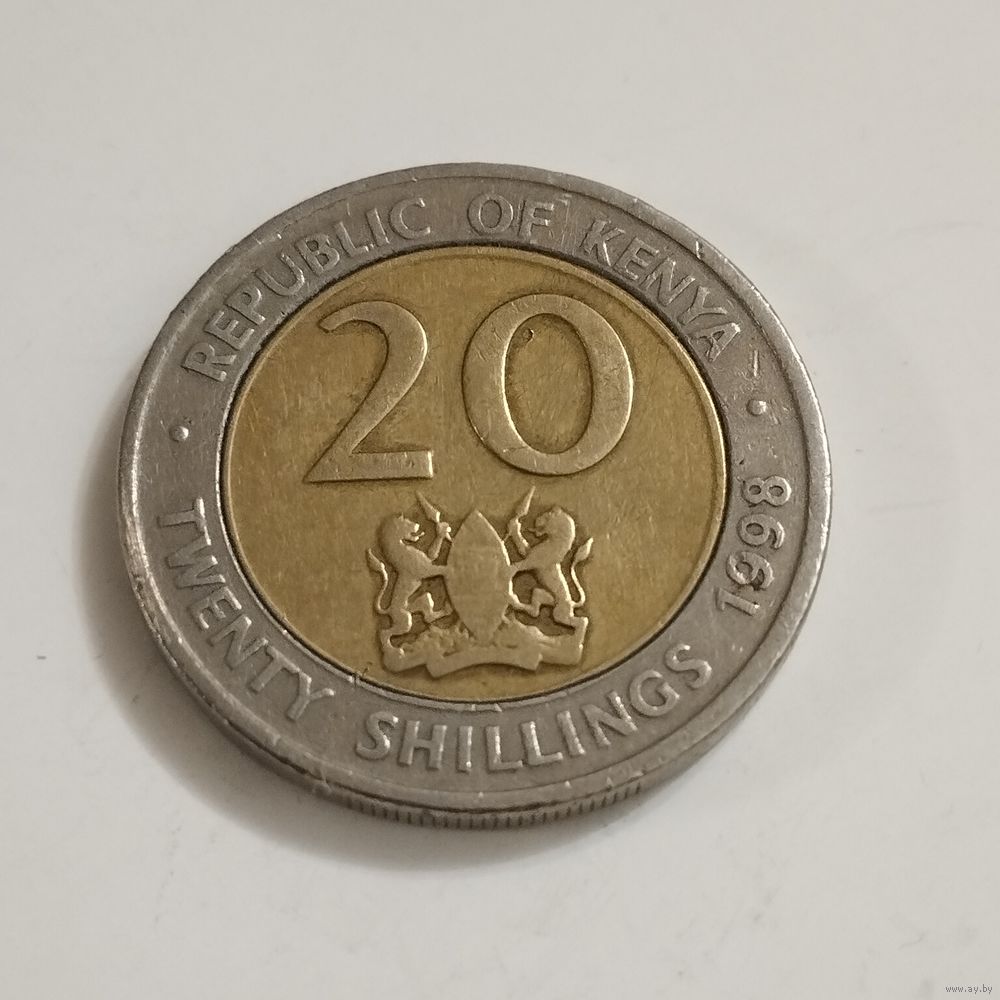 · REPUBLIC OF KENYA ·
20
TWENTY SHILLINGS 1998
www.ay.by